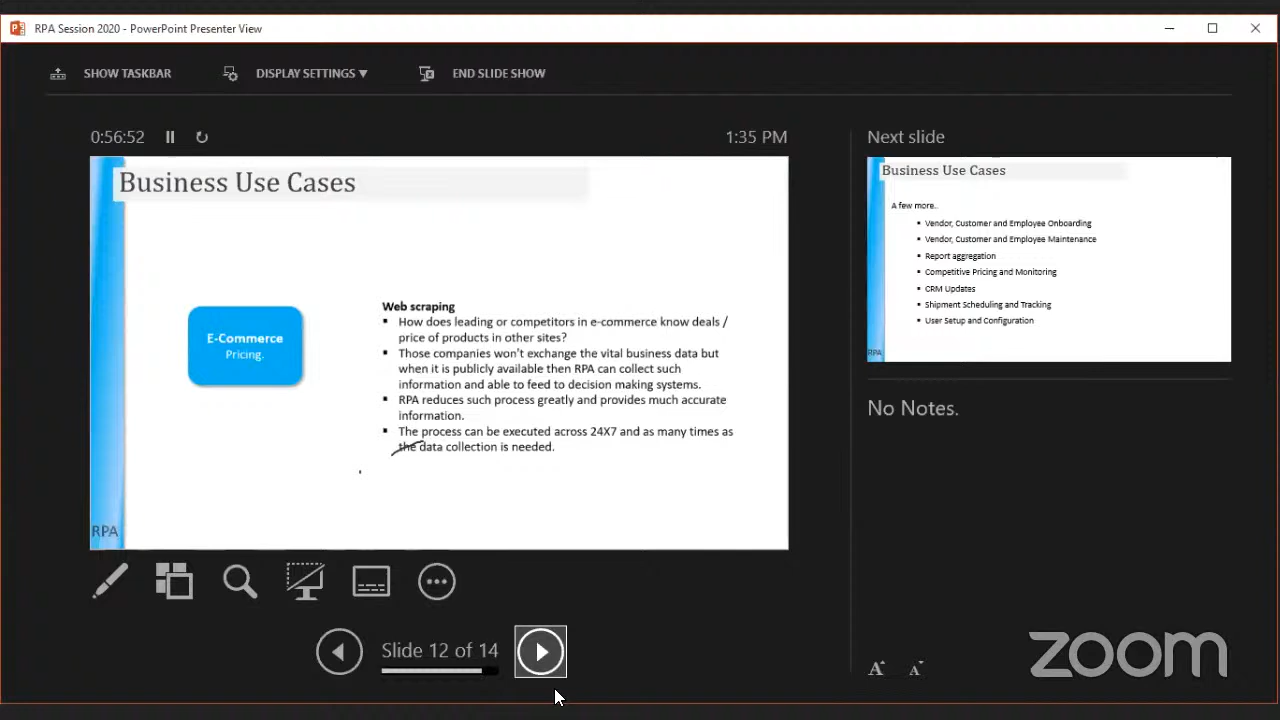 RPA Session 2020 - PowerPoint Presenter View
SHOW TASKBAR
DISPLAY SETTINGS ▼
END SLIDE SHOW
0:56:52
1:35 PM
Business Use Cases
E-Commerce
Pricing.
Web scraping
▪ How does leading or competitors in e-commerce know deals /
price of products in other sites?
▪ Those companies won't exchange the vital business data but
when it is publicly available then RPA can collect such
information and able to feed to decision making systems.
▪ RPA reduces such process greatly and provides much accurate
information.
▪ The process can be executed across 24X7 and as many times as
the data collection is needed.
RPA
Slide 12 of 14
Next slide
Business Use Cases
A few more..
▪ Vendor, Customer and Employee Onboarding
▪ Vendor, Customer and Employee Maintenance
▪ Report aggregation
▪ Competitive Pricing and Monitoring
▪ CRM Updates
▪ Shipment Scheduling and Tracking
▪ User Setup and Configuration
RPA
No Notes.
A A
zoom